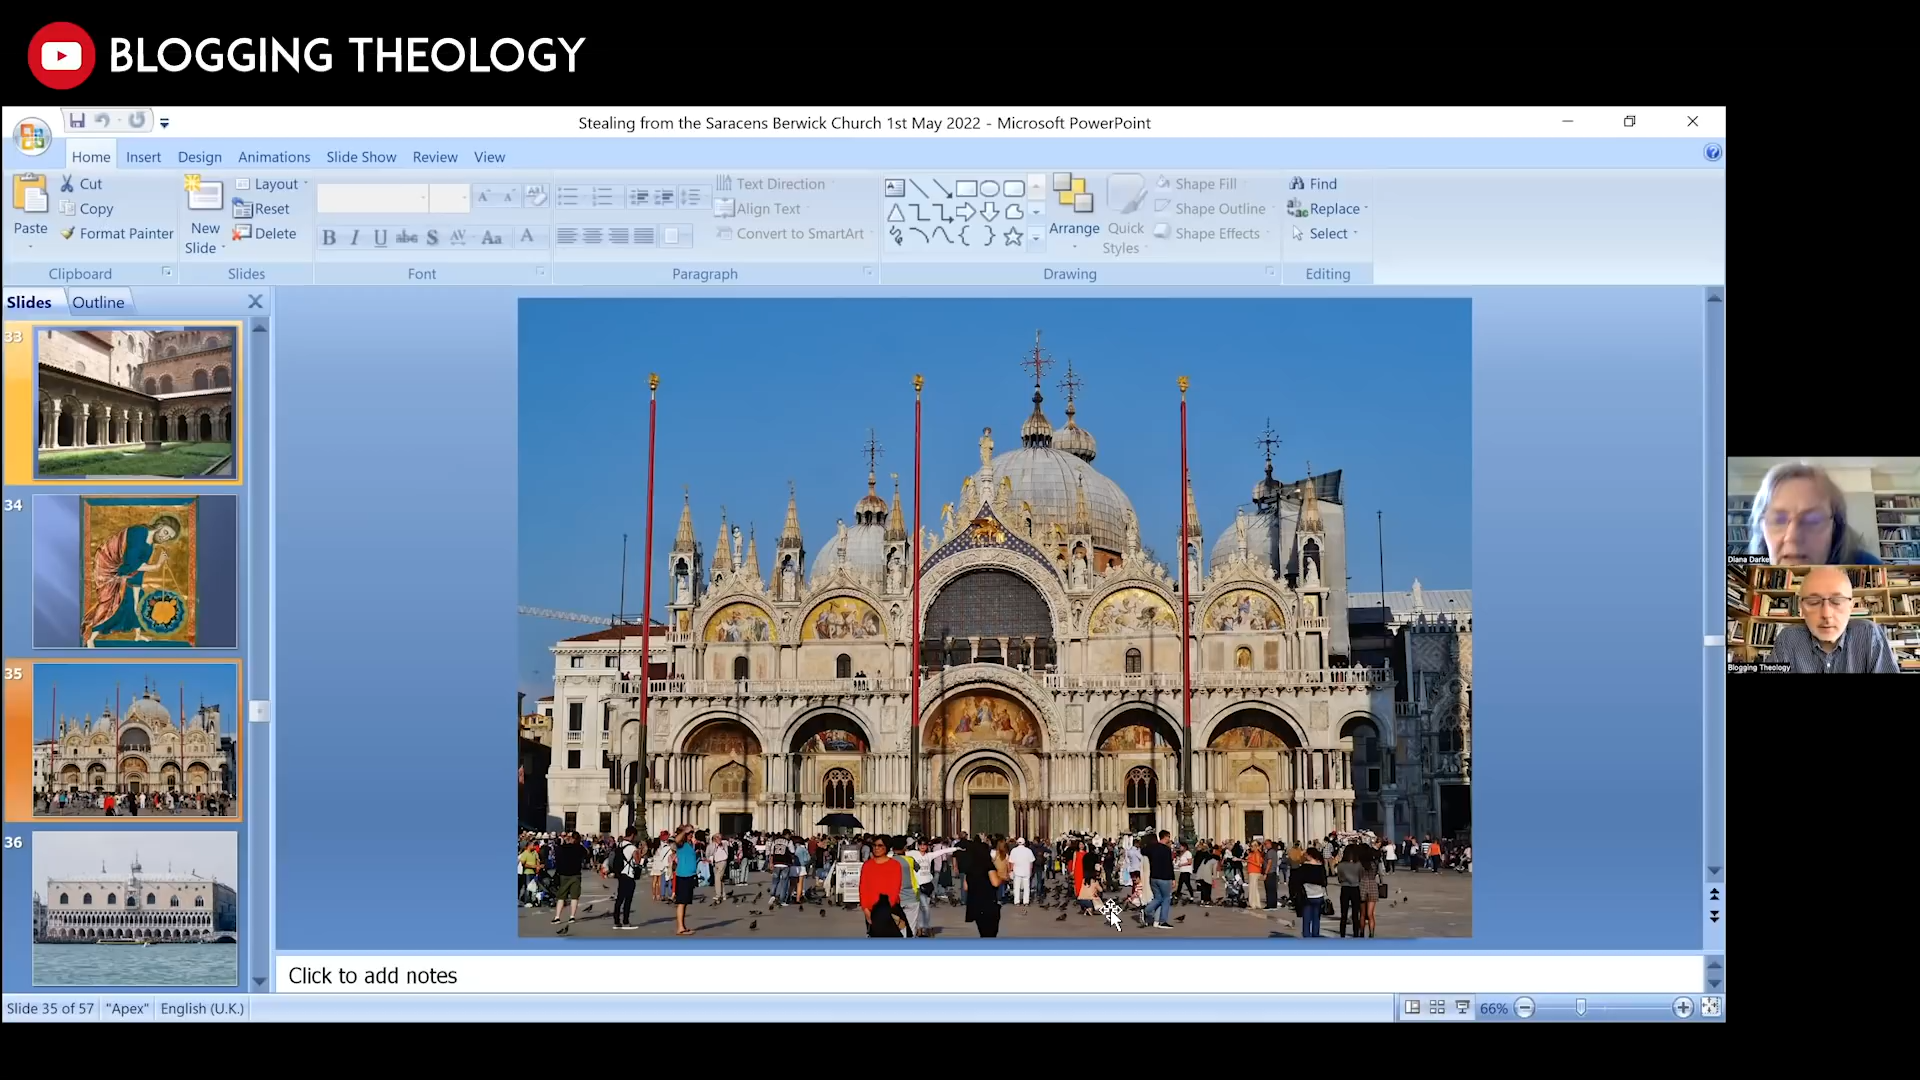 BLOGGING THEOLOGY
Stealing from the Saracens Berwick Church 1st May 2022 - Microsoft PowerPoint
Home Insert Design Animations Slide Show Review View
Paste
Cut
Copy
Format Painter
Clipboard
New Slide
Layout
Reset
Delete
Slides
B I U abc S AV Aa A
Font
Text Direction
Align Text
Convert to SmartArt
Paragraph
Arrange
Quick Styles
Shape Fill
Shape Outline
Shape Effects
Drawing
Find
Replace
Select
Editing
Slides Outline
33
34
35
36
Diana Darke
Blogging Theology
Click to add notes
Slide 35 of 57 "Apex" English (U.K.) 66%